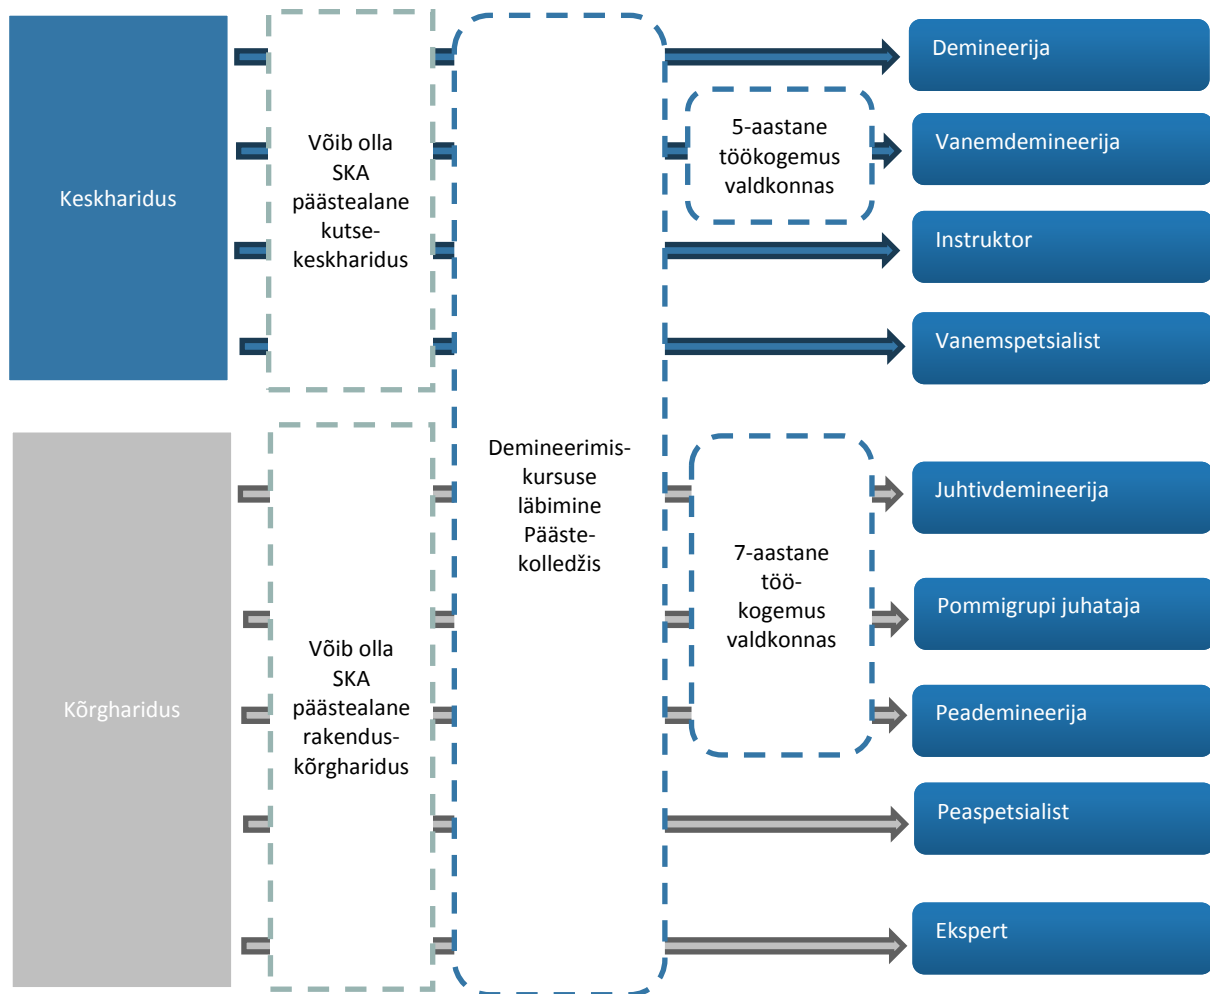 Keskharidus
Võib olla
SKA
päästealane
kutse-
keskharidus
Demineerimis-
kursuse
läbimine
Pääste-
kolledžis
5-aastane
töökogemus
valdkonnas
Demineerija
Vanemdemineerija
Instruktor
Vanemspetsialist
Kõrgharidus
Võib olla
SKA
päästealane
rakendus-
kõrgharidus
7-aastane
töö-
kogemus
valdkonnas
Juhtivdemineerija
Pommigrupi juhataja
Peademineerija
Peaspetsialist
Ekspert